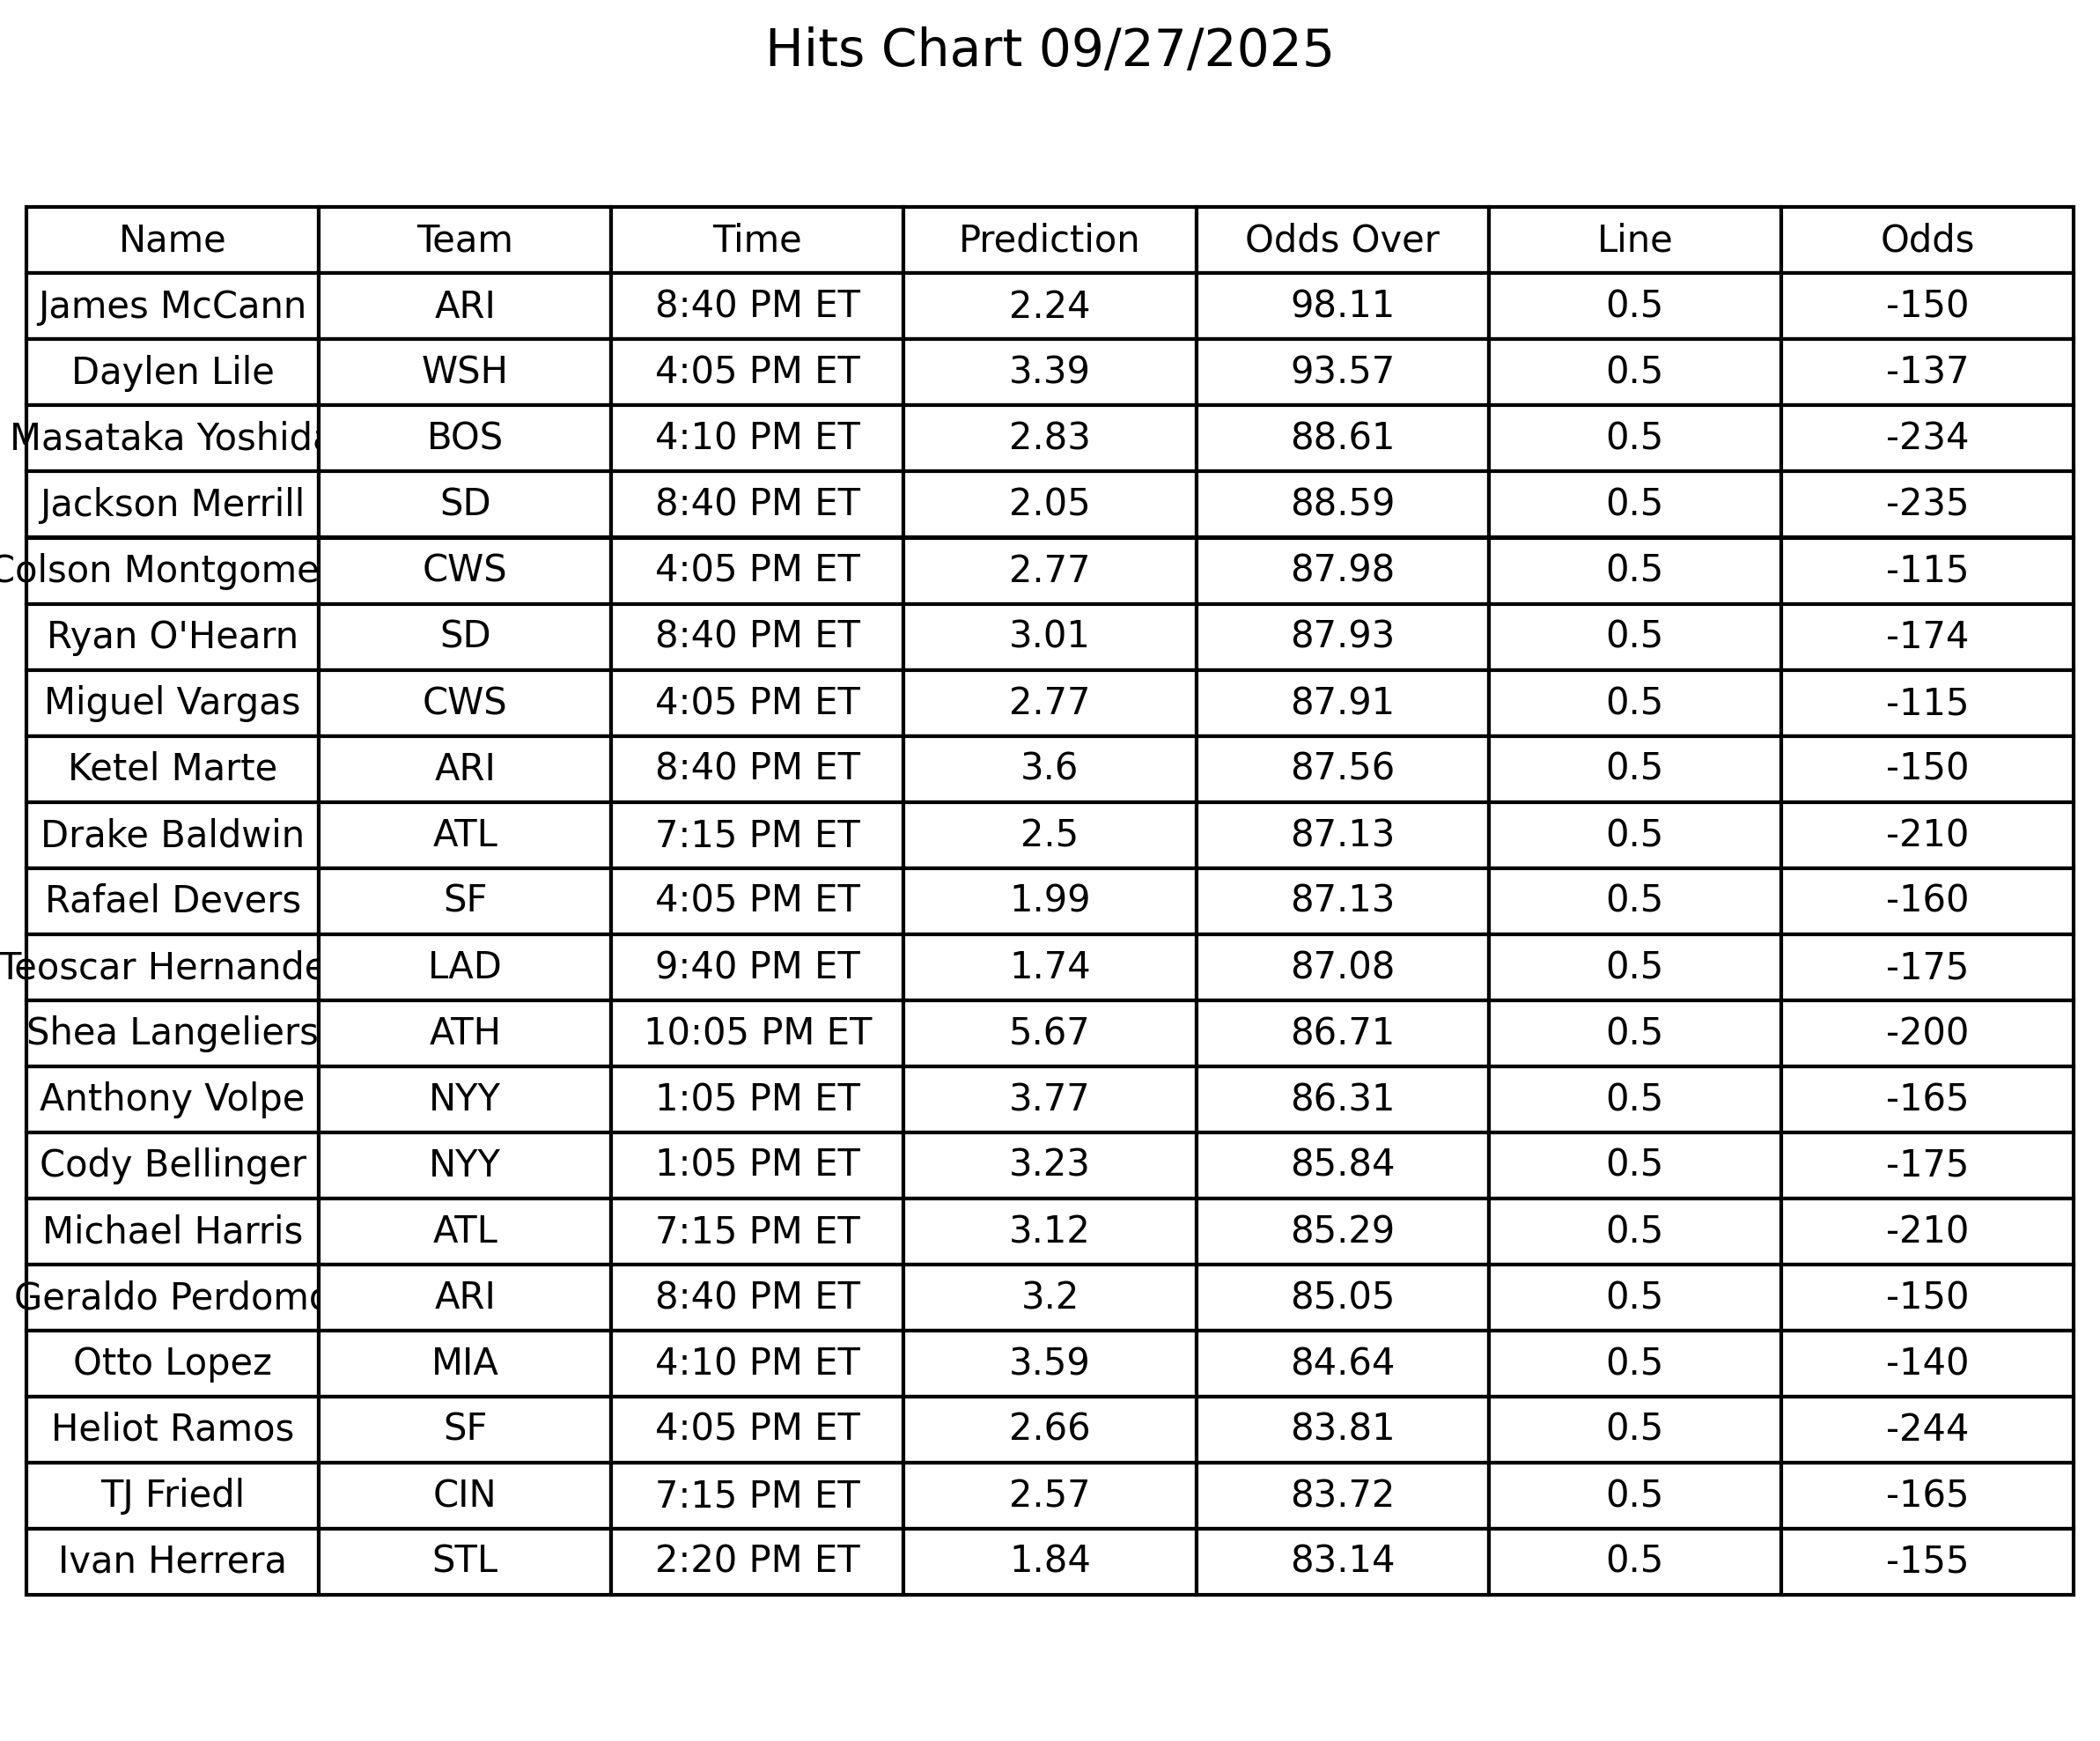 Hits Chart 09/27/2025
Name Team Time Prediction Odds Over Line Odds
James McCann ARI 8:40 PM ET 2.24 98.11 0.5 -150
Daylen Lile WSH 4:05 PM ET 3.39 93.57 0.5 -137
Masataka Yoshida BOS 4:10 PM ET 2.83 88.61 0.5 -234
Jackson Merrill SD 8:40 PM ET 2.05 88.59 0.5 -235
Colson Montgome CWS 4:05 PM ET 2.77 87.98 0.5 -115
Ryan O'Hearn SD 8:40 PM ET 3.01 87.93 0.5 -174
Miguel Vargas CWS 4:05 PM ET 2.77 87.91 0.5 -115
Ketel Marte ARI 8:40 PM ET 3.6 87.56 0.5 -150
Drake Baldwin ATL 7:15 PM ET 2.5 87.13 0.5 -210
Rafael Devers SF 4:05 PM ET 1.99 87.13 0.5 -160
Teoscar Hernande LAD 9:40 PM ET 1.74 87.08 0.5 -175
Shea Langeliers ATH 10:05 PM ET 5.67 86.71 0.5 -200
Anthony Volpe NYY 1:05 PM ET 3.77 86.31 0.5 -165
Cody Bellinger NYY 1:05 PM ET 3.23 85.84 0.5 -175
Michael Harris ATL 7:15 PM ET 3.12 85.29 0.5 -210
Geraldo Perdomo ARI 8:40 PM ET 3.2 85.05 0.5 -150
Otto Lopez MIA 4:10 PM ET 3.59 84.64 0.5 -140
Heliot Ramos SF 4:05 PM ET 2.66 83.81 0.5 -244
TJ Friedl CIN 7:15 PM ET 2.57 83.72 0.5 -165
Ivan Herrera STL 2:20 PM ET 1.84 83.14 0.5 -155